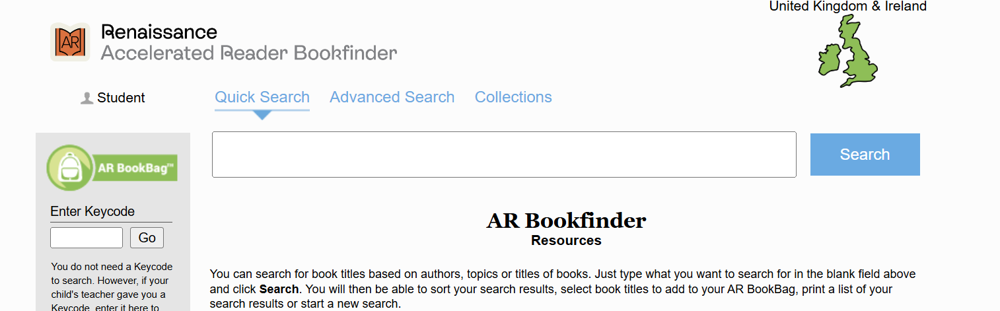 United Kingdom & Ireland
AR
Renaissance
Accelerated Reader Bookfinder
Student
Quick Search
Advanced Search
Collections
Search
AR BookBag™
Enter Keycode
Go
You do not need a Keycode
to search. However, if your
child's teacher gave you a
Keycode, enter it here to
AR Bookfinder
Resources
You can search for book titles based on authors, topics or titles of books. Just type what you want to search for in the blank field above
and click Search. You will then be able to sort your search results, select book titles to add to your AR BookBag, print a list of your
search results or start a new search.